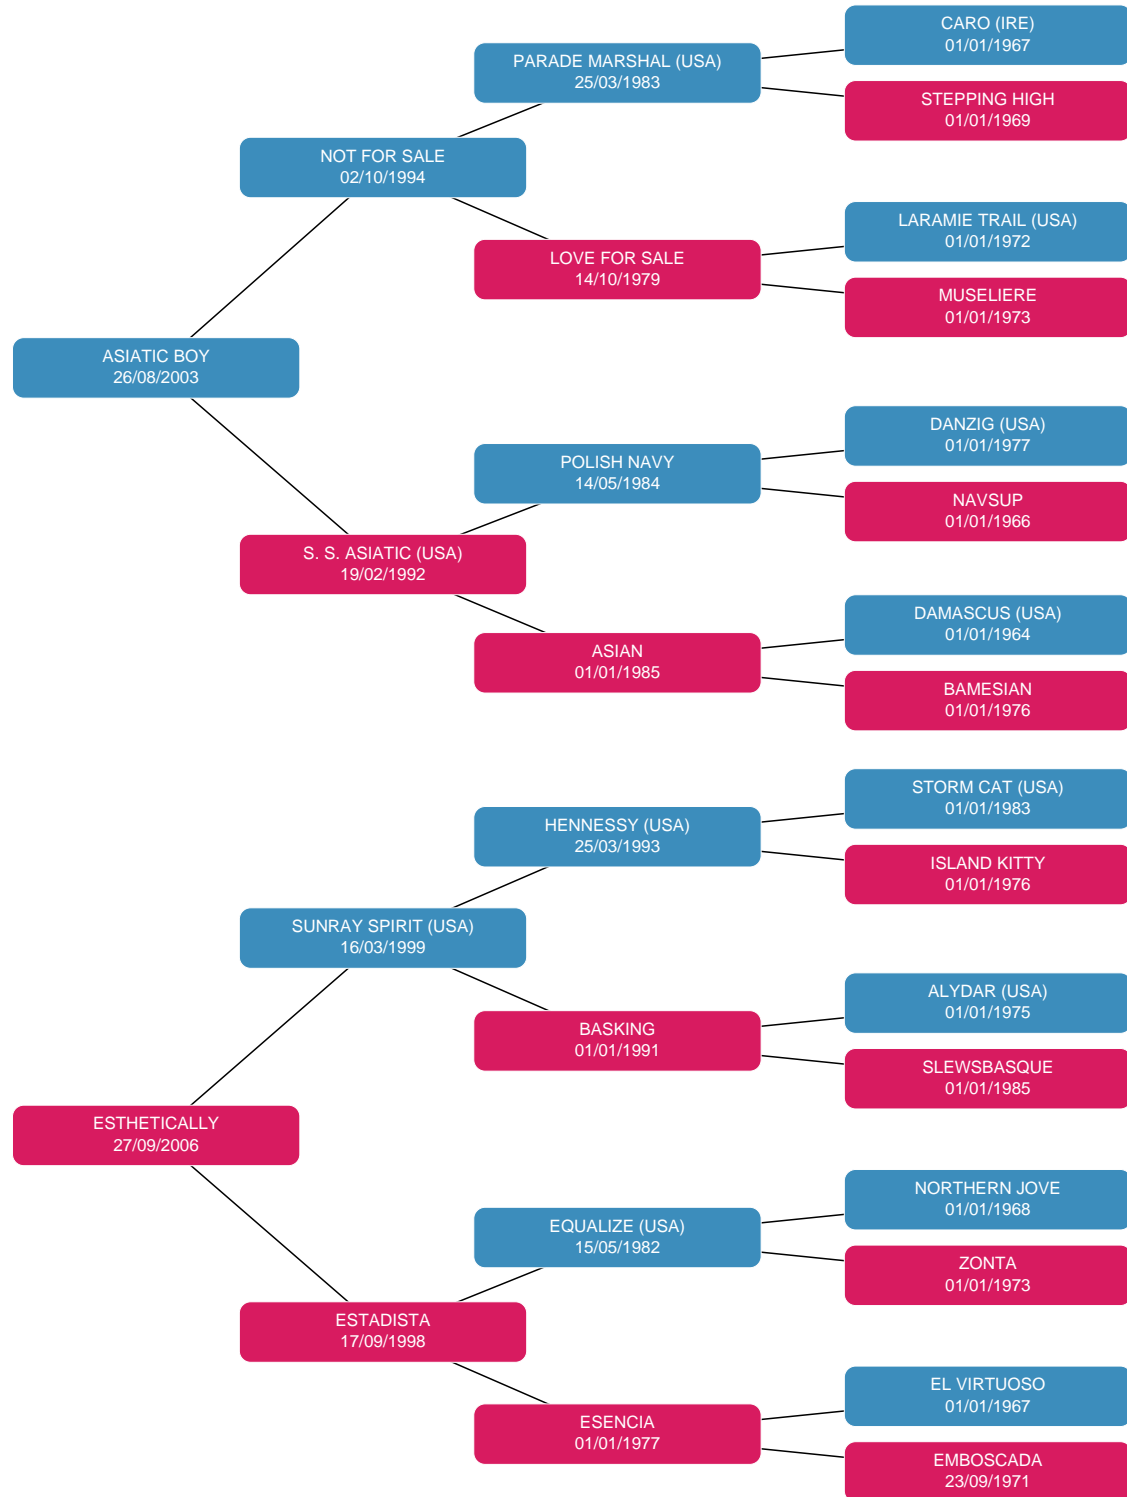 CARO (IRE)
01/01/1967
PARADE MARSHAL (USA)
25/03/1983
STEPPING HIGH
01/01/1969
NOT FOR SALE
02/10/1994
LARAMIE TRAIL (USA)
01/01/1972
LOVE FOR SALE
14/10/1979
MUSELIERE
01/01/1973
ASIATIC BOY
26/08/2003
DANZIG (USA)
01/01/1977
POLISH NAVY
14/05/1984
NAVSUP
01/01/1966
S. S. ASIATIC (USA)
19/02/1992
DAMASCUS (USA)
01/01/1964
ASIAN
01/01/1985
BAMESIAN
01/01/1976
STORM CAT (USA)
01/01/1983
HENNESSY (USA)
25/03/1993
ISLAND KITTY
01/01/1976
SUNRAY SPIRIT (USA)
16/03/1999
ALYDAR (USA)
01/01/1975
BASKING
01/01/1991
SLEWSBASQUE
01/01/1985
ESTHETICALLY
27/09/2006
NORTHERN JOVE
01/01/1968
EQUALIZE (USA)
15/05/1982
ZONTA
01/01/1973
ESTADISTA
17/09/1998
EL VIRTUOSO
01/01/1967
ESENCIA
01/01/1977
EMBOSCADA
23/09/1971